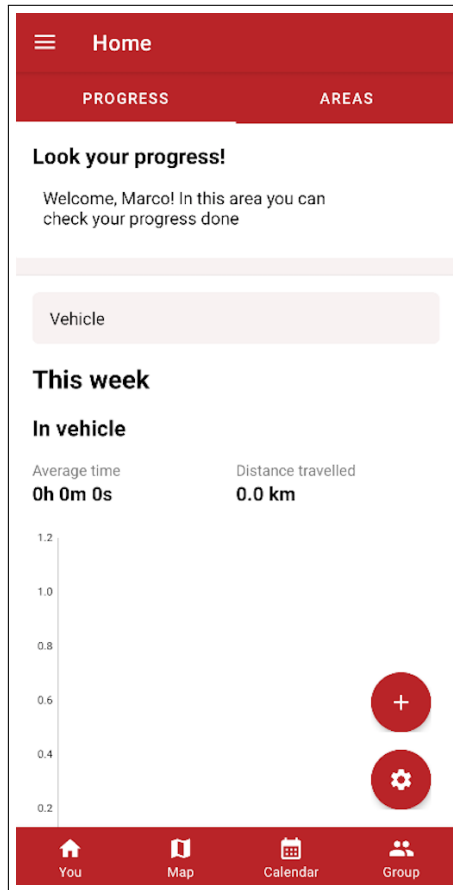 Home
PROGRESS
AREAS
Look your progress!
Welcome, Marco! In this area you can
check your progress done
Vehicle
This week
In vehicle
Average time
Distance travelled
0h 0m 0s
0.0 km
1.2
1.0
0.8
0.6
0.4
0.2
You
Map
Calendar
Group